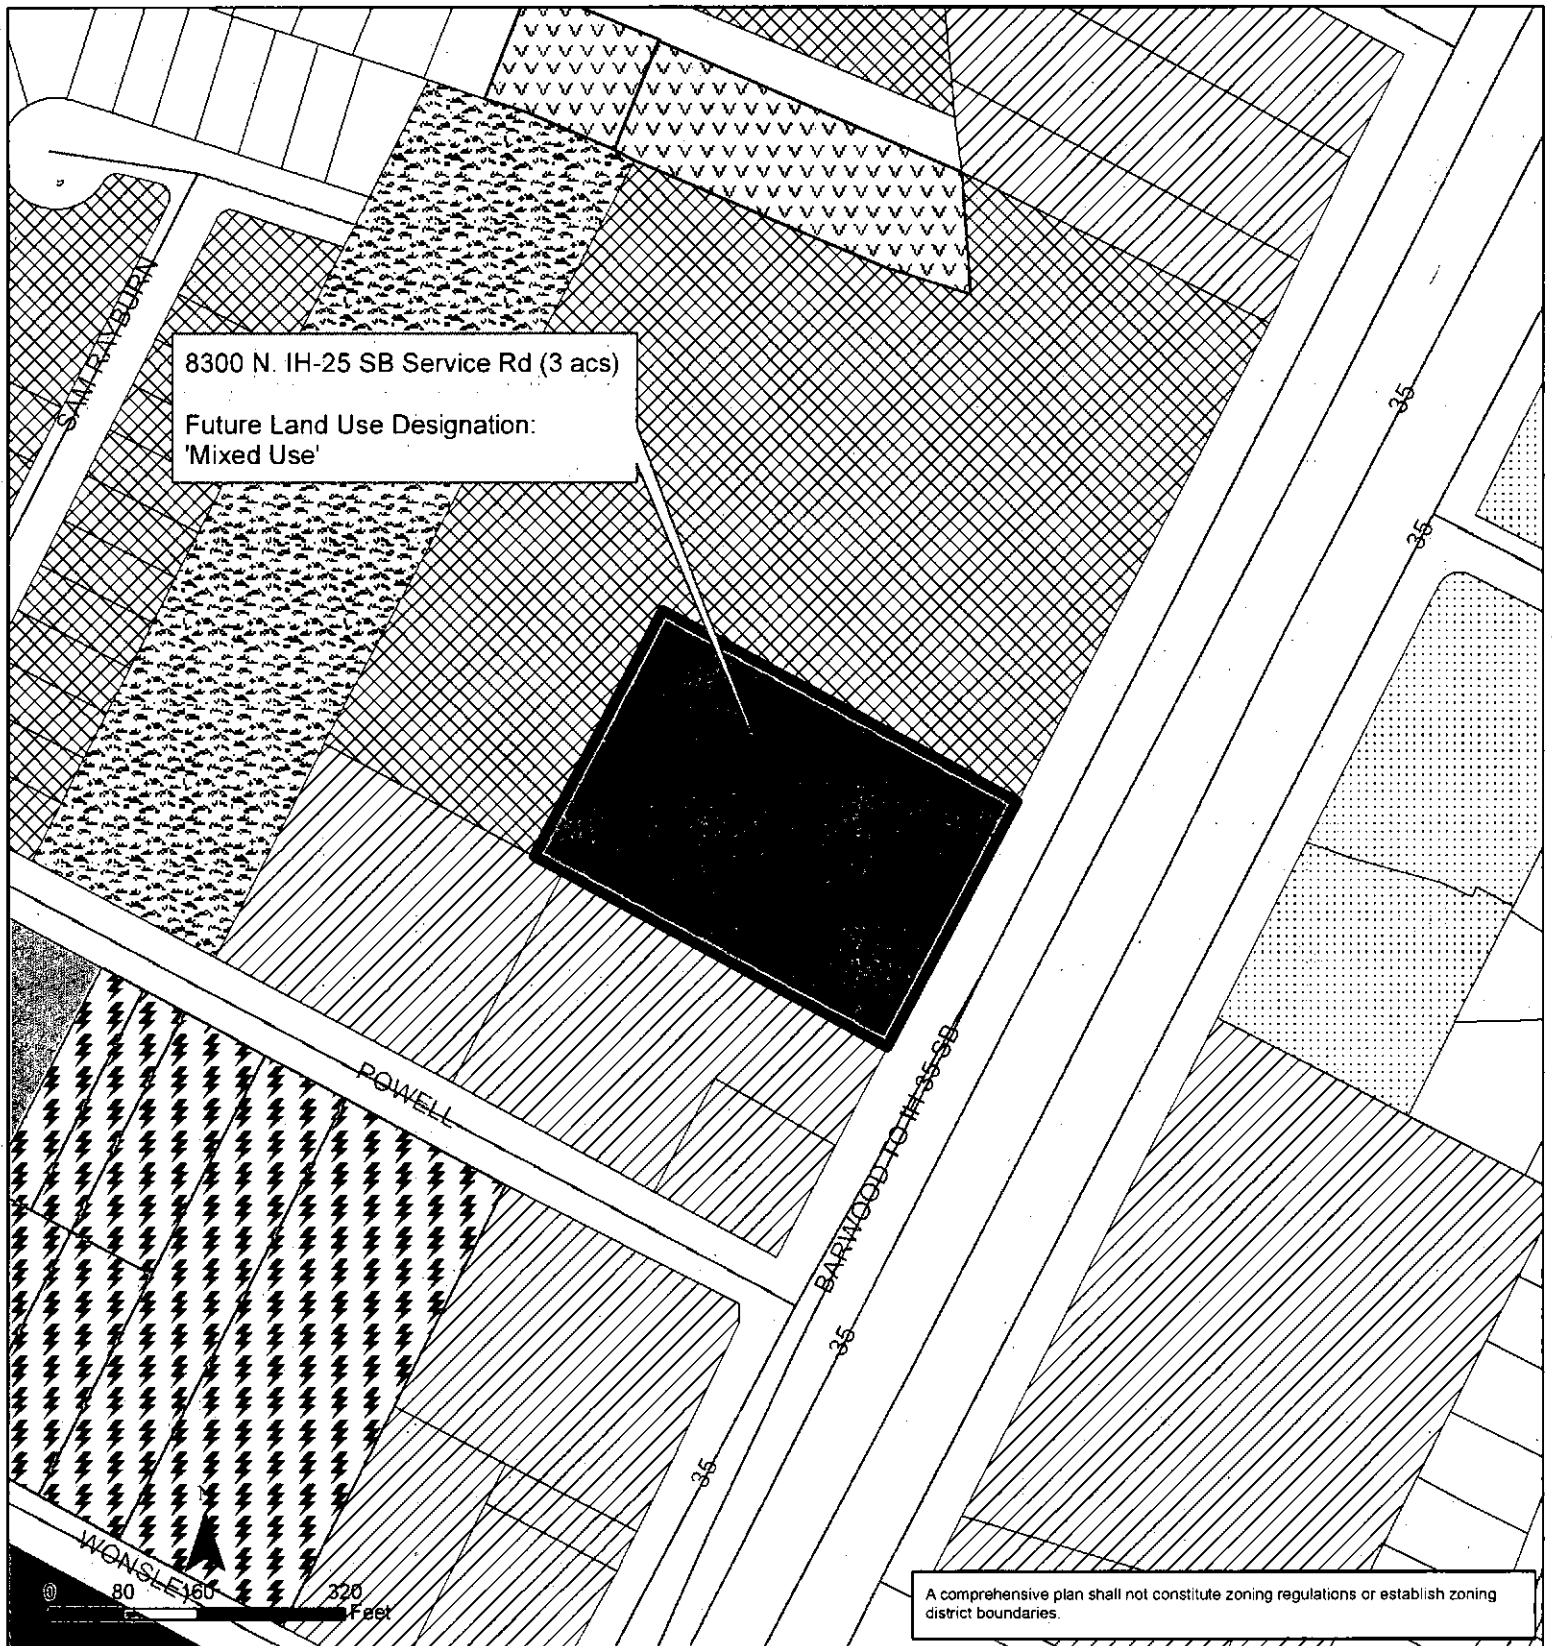 SAM RAYBURN
8300 N. IH-25 SB Service Rd (3 acs)
Future Land Use Designation:
'Mixed Use'
35
35
POWELL
BARWOOD TO IH 35 SB
35
35
N
WONSLEY
0 80 160 320
Feet
A comprehensive plan shall not constitute zoning regulations or establish zoning
district boundaries.